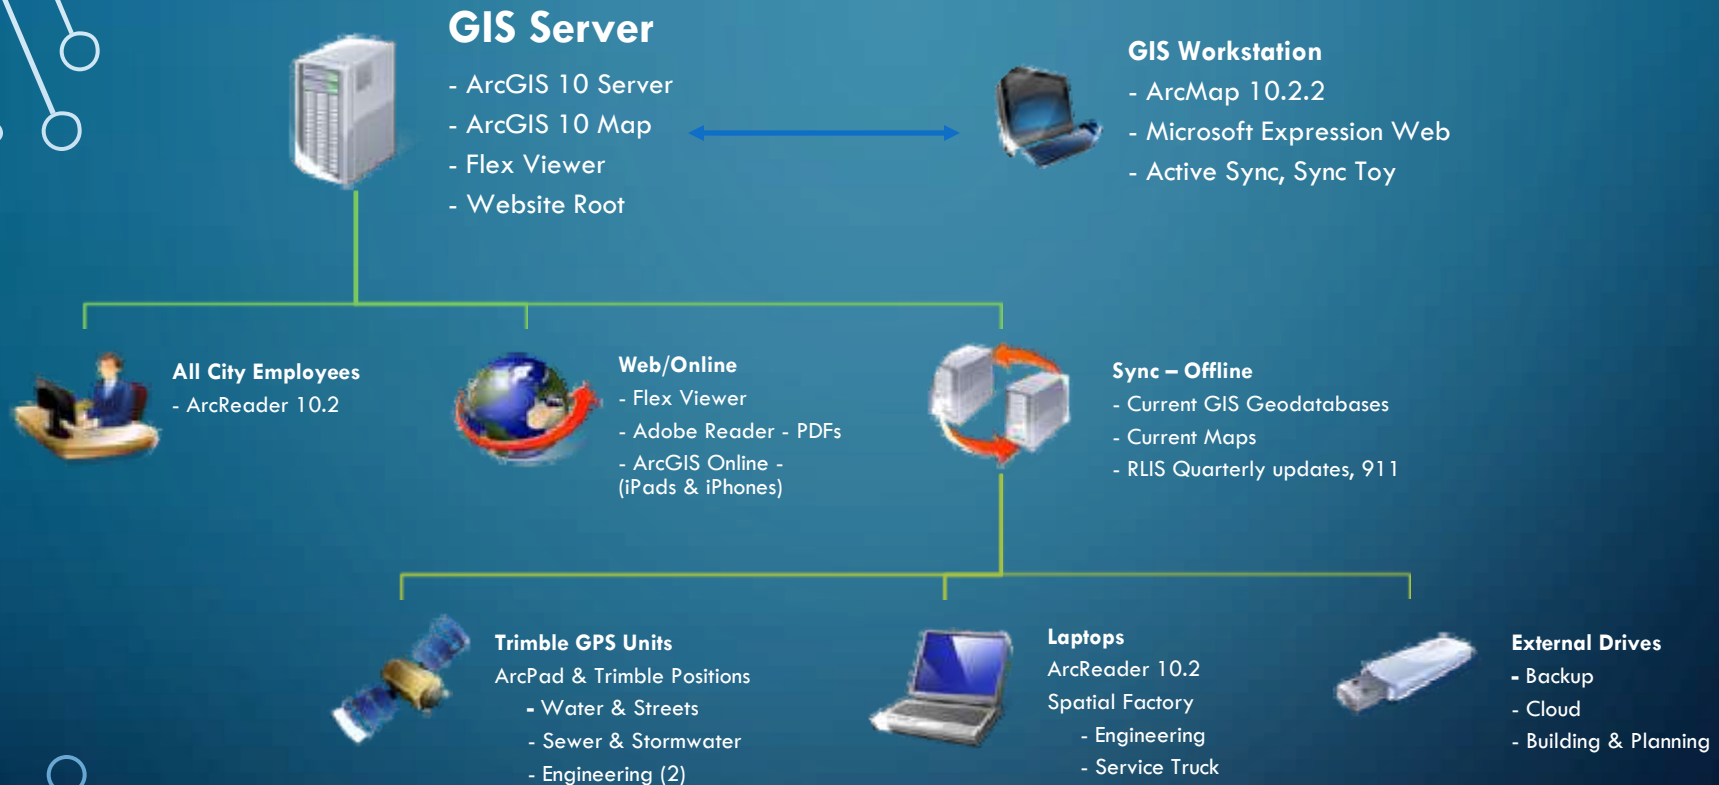 GIS Server
- ArcGIS 10 Server
- ArcGIS 10 Map
- Flex Viewer
- Website Root
GIS Workstation
- ArcMap 10.2.2
- Microsoft Expression Web
- Active Sync, Sync Toy
All City Employees
- ArcReader 10.2
Web/Online
- Flex Viewer
- Adobe Reader - PDFs
- ArcGIS Online -
(iPads & iPhones)
Sync – Offline
- Current GIS Geodatabases
- Current Maps
- RLIS Quarterly updates, 911
Trimble GPS Units
ArcPad & Trimble Positions
- Water & Streets
- Sewer & Stormwater
- Engineering (2)
Laptops
ArcReader 10.2
Spatial Factory
- Engineering
- Service Truck
External Drives
- Backup
- Cloud
- Building & Planning